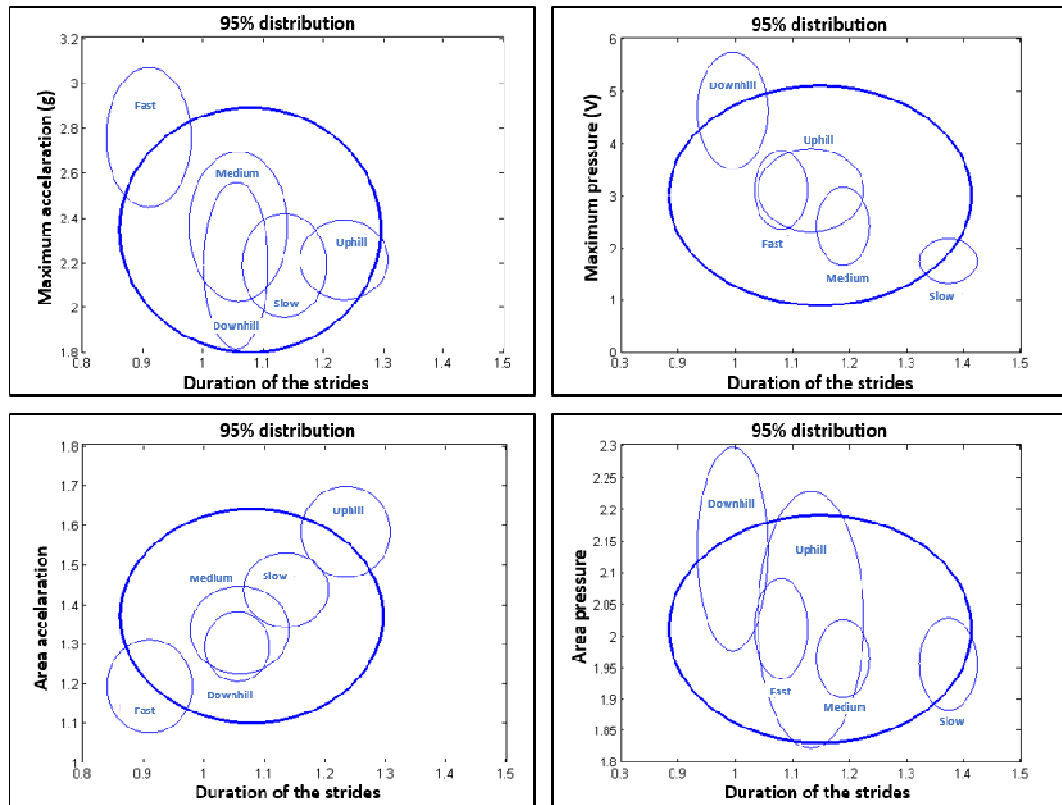 95% distribution
3.2
3
2.8
2.6
2.4
2.2
2
1.8
0.8 0.9 1 1.1 1.2 1.3 1.4 1.5
Maximum accelaration (g)
Fast
Medium
Uphill
Slow
Downhill
Duration of the strides
95% distribution
6
5
4
3
2
1
0
0.8 0.9 1 1.1 1.2 1.3 1.4 1.5
Maximum pressure (V)
Downhill
Uphill
Fast
Medium
Slow
Duration of the strides
95% distribution
1.8
1.7
1.6
1.5
1.4
1.3
1.2
1.1
1
0.8 0.9 1 1.1 1.2 1.3 1.4 1.5
Area accelaration
Uphill
Medium Slow
Downhill
Fast
Duration of the strides
95% distribution
2.3
2.25
2.2
2.15
2.1
2.05
2
1.95
1.9
1.85
1.8
0.8 0.9 1 1.1 1.2 1.3 1.4 1.5
Area pressure
Downhill
Uphill
Fast
Medium
Slow
Duration of the strides